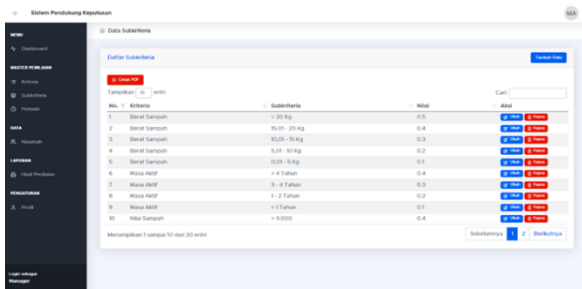 Sistem Pendukung Keputusan
MA
MENU
Dashboard
MASTER PENILAIAN
Kriteria
Subkriteria
Periode
DATA
Nasabah
LAPORAN
Hasil Penilaian
PENGATURAN
Profil
Login sebagai:
Manager
Data Subkriteria
Daftar Subkriteria
Tambah Data
Cetak PDF
Tampilkan 10 entri
Cari:
No. Kriteria Subkriteria Nilai Aksi
1 Berat Sampah > 20 Kg 0.5 Ubah Hapus
2 Berat Sampah 15,01 - 20 Kg 0.4 Ubah Hapus
3 Berat Sampah 10,01 - 15 Kg 0.3 Ubah Hapus
4 Berat Sampah 5,01 - 10 Kg 0.2 Ubah Hapus
5 Berat Sampah 0,01 - 5 Kg 0.1 Ubah Hapus
6 Masa Aktif > 4 Tahun 0.4 Ubah Hapus
7 Masa Aktif 3 - 4 Tahun 0.3 Ubah Hapus
8 Masa Aktif 1 - 2 Tahun 0.2 Ubah Hapus
9 Masa Aktif < 1 Tahun 0.1 Ubah Hapus
10 Nilai Sampah > 5.000 0.4 Ubah Hapus
Menampilkan 1 sampai 10 dari 20 entri
Sebelumnya 1 2 Berikutnya